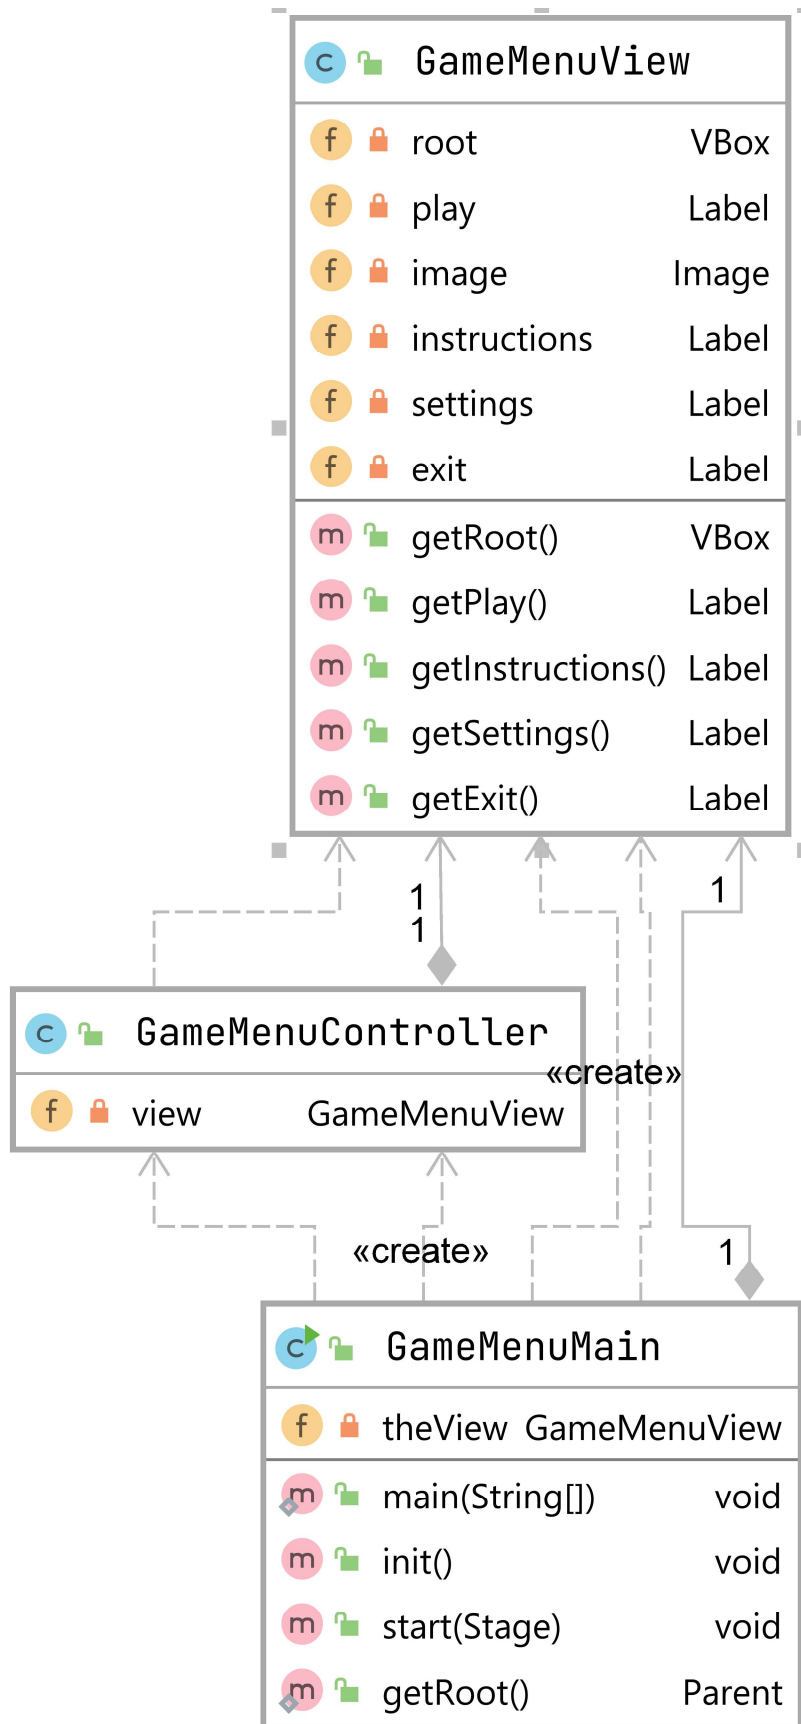 C GameMenuView
f root VBox
f play Label
f image Image
f instructions Label
f settings Label
f exit Label
m getRoot() VBox
m getPlay() Label
m getInstructions() Label
m getSettings() Label
m getExit() Label
1 1
1
C GameMenuController
«create»
f view GameMenuView
«create» 1
C GameMenuMain
f theView GameMenuView
m main(String[]) void
m init() void
m start(Stage) void
m getRoot() Parent